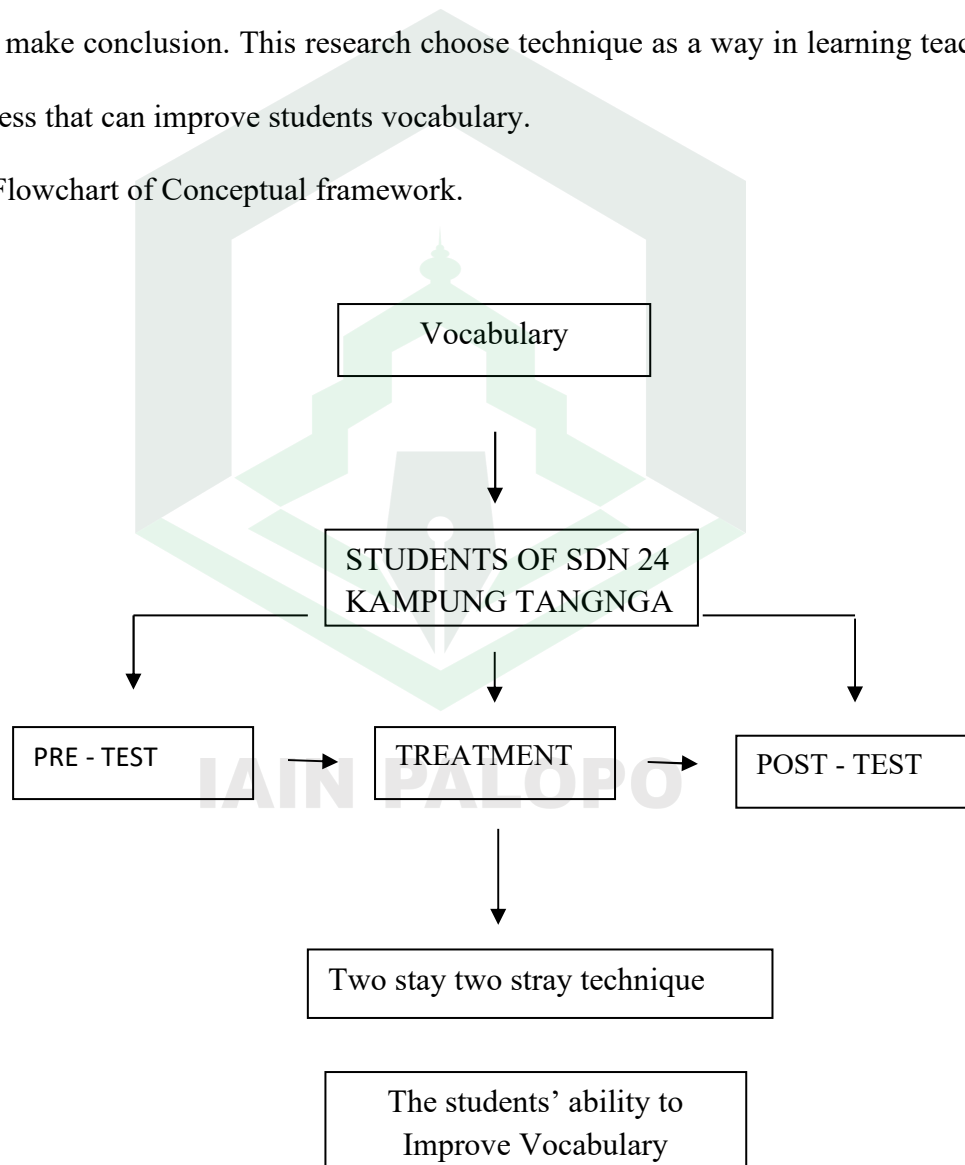 make conclusion. This research choose technique as a way in learning
that can improve students vocabulary.
Flowchart of Conceptual framework.
Vocabulary
STUDENTS OF SDN 24
KAMPUNG TANGNGA
PRE - TEST
TREATMENT
POST - TEST
IAIN PALOPO
Two stay two stray technique
The students’ ability to
Improve Vocabulary